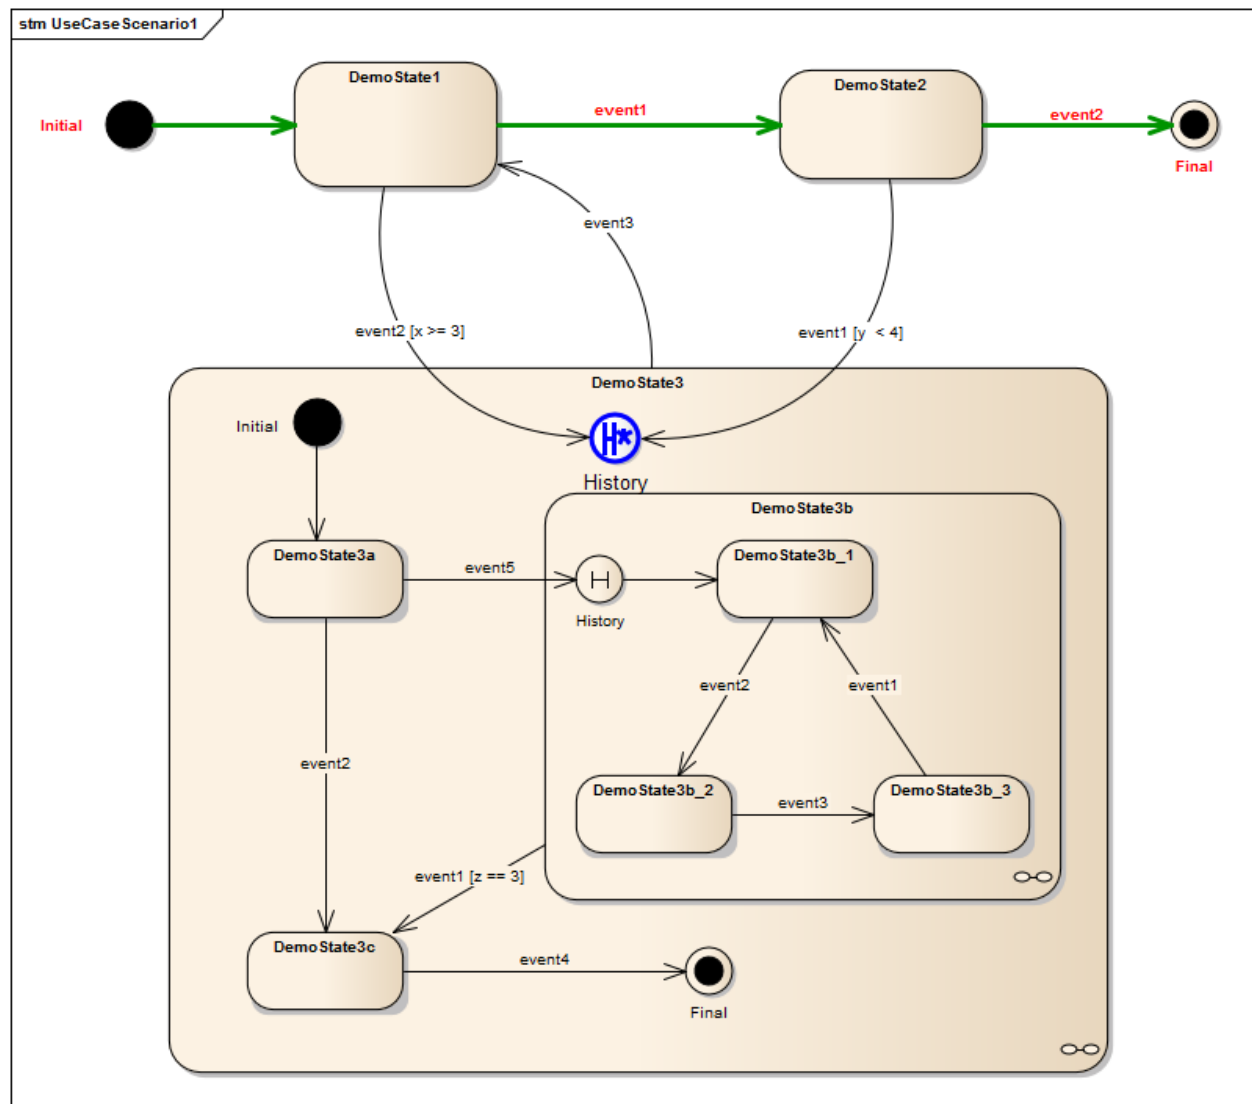 stm UseCaseScenario1
DemoState1
DemoState2
Initial
event1
event2
Final
event3
event2 [x >= 3]
event1 [y < 4]
DemoState3
Initial
H*
History
DemoState3b
DemoState3a
event5
H
DemoState3b_1
History
event2
event1
event2
DemoState3b_2
event3
DemoState3b_3
event1 [z == 3]
DemoState3c
event4
Final